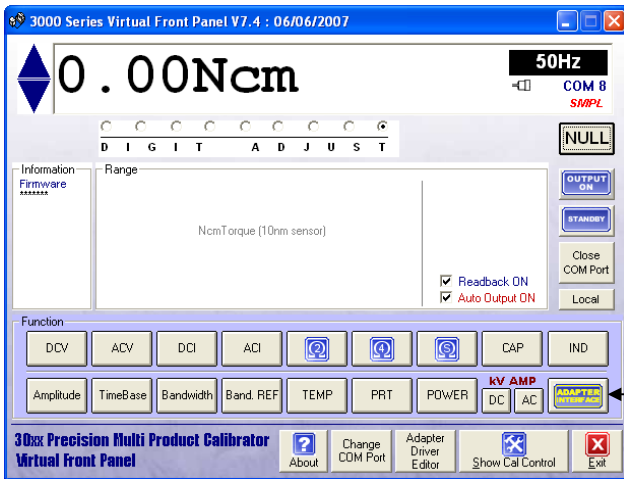 3000 Series Virtual Front Panel V7.4 : 06/06/2007
0.00Ncm
50Hz
COM 8
SMPL
D I G I T A D J U S T
NULL
Information
Firmware
*******
Range
NcmTorque (10nm sensor)
Readback ON
Auto Output ON
OUTPUT ON
STANDBY
Close COM Port
Local
Function
DCV ACV DCI ACI 2Ω 4Ω SΩ CAP IND
Amplitude TimeBase Bandwidth Band. REF TEMP PRT POWER
kV AMP
DC AC
ADAPTER INTERFACE
30xx Precision Multi Product Calibrator
Virtual Front Panel
? About
Change COM Port
Adapter Driver Editor
Show Cal Control
X Exit